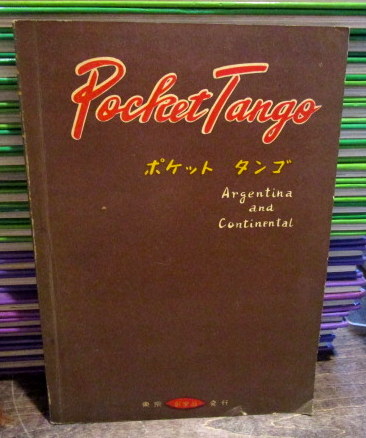 Pocket Tango
ポケット タンゴ
Argentina
and
Continental